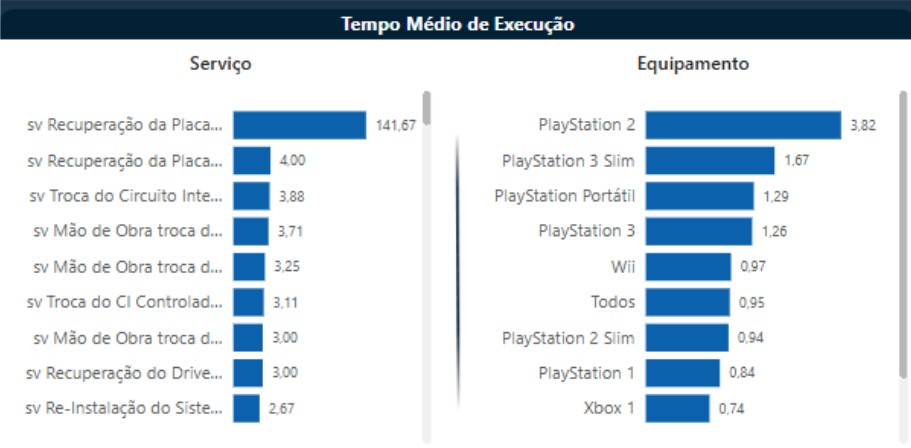 Tempo Médio de Execução
Serviço
sv Recuperação da Placa... 141,67
sv Recuperação da Placa... 4,00
sv Troca do Circuito Inte... 3,88
sv Mão de Obra troca d... 3,71
sv Mão de Obra troca d... 3,25
sv Troca do CI Controlad... 3,11
sv Mão de Obra troca d... 3,00
sv Recuperação do Drive... 3,00
sv Re-Instalação do Siste... 2,67
Equipamento
PlayStation 2 3,82
PlayStation 3 Slim 1,67
PlayStation Portátil 1,29
PlayStation 3 1,26
Wii 0,97
Todos 0,95
PlayStation 2 Slim 0,94
PlayStation 1 0,84
Xbox 1 0,74